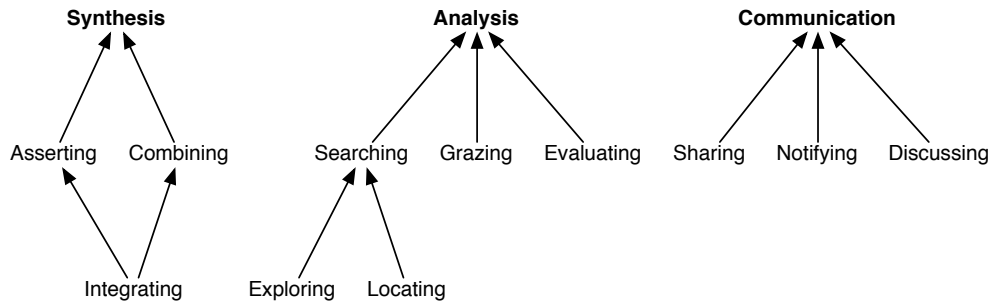 Synthesis Analysis Communication
Asserting Combining Searching Grazing Evaluating Sharing Notifying Discussing
Integrating Exploring Locating